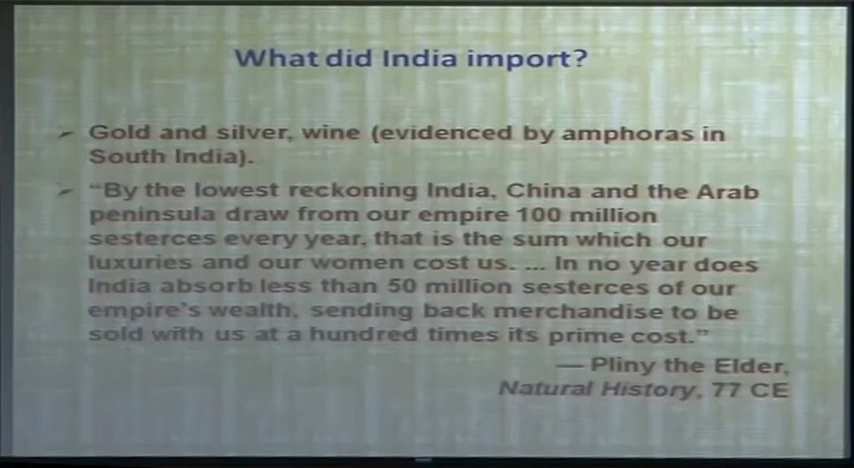 What did India import?
➢ Gold and silver, wine (evidenced by amphoras in
South India).
➢ “By the lowest reckoning India, China and the Arab
peninsula draw from our empire 100 million
sesterces every year, that is the sum which our
luxuries and our women cost us. ... In no year does
India absorb less than 50 million sesterces of our
empire’s wealth, sending back merchandise to be
sold with us at a hundred times its prime cost.”
— Pliny the Elder,
Natural History, 77 CE